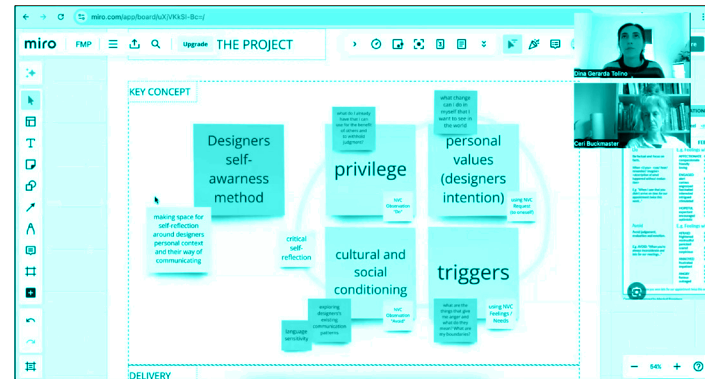 miro.com/app/board/uXjVKkSI-Bc=/
miro
FMP
Upgrade
THE PROJECT
KEY CONCEPT
Designers
self-
awarness
method
making space for
self-reflection
around designers
personal context
and their way of
communicating
what do I already
have that I can
use for the benefit
of others and
to without
judgment?
privilege
NVC
Observation
what change
can I do in
myself that I
want to see in
the world
personal
values
(designers
intention)
using NVC
Request
(to oneself)
critical
self-
reflection
cultural and
social
conditioning
exploring
designer's
existing
communication
patterns
language
sensitivity
NVC
Observation
triggers
what are the
things that give
me anger and
what do they
mean? What are
my boundaries?
using NVC
Feelings /
Needs
DELIVERY
Dina Gerarda Tolino
Ceri Buckmaster
54%